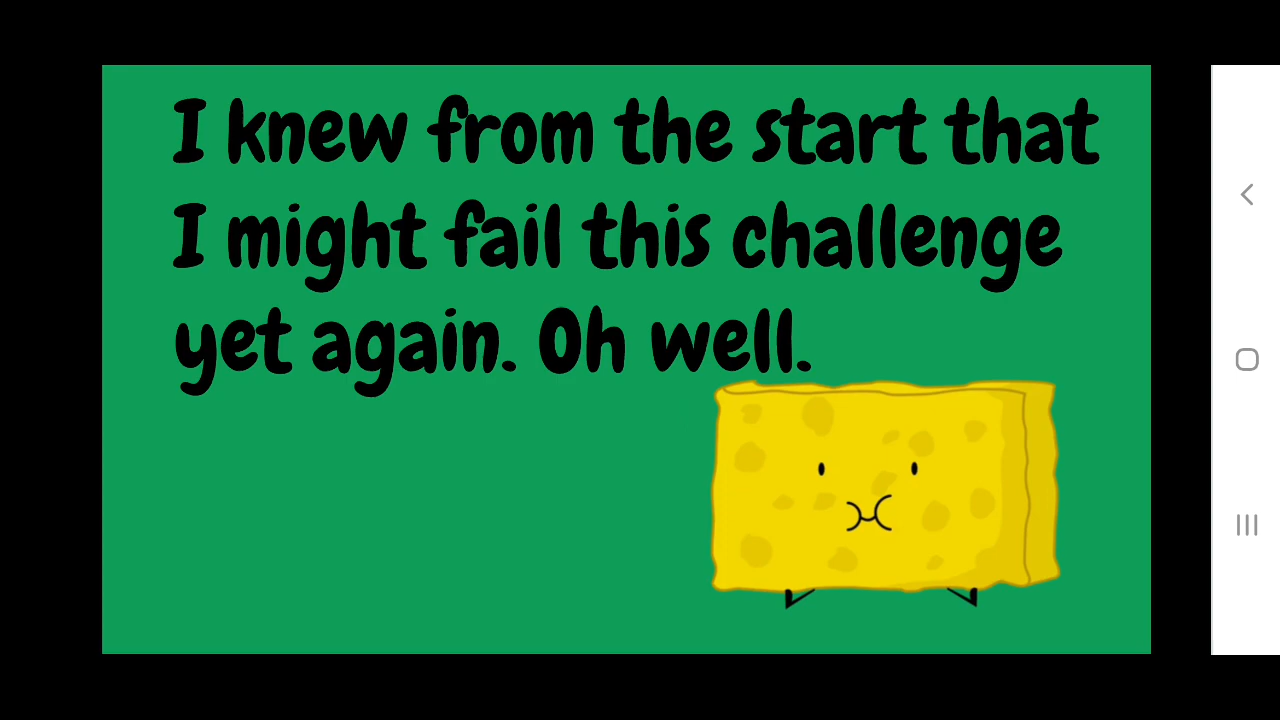 I knew from the start that
I might fail this challenge
yet again. Oh well.